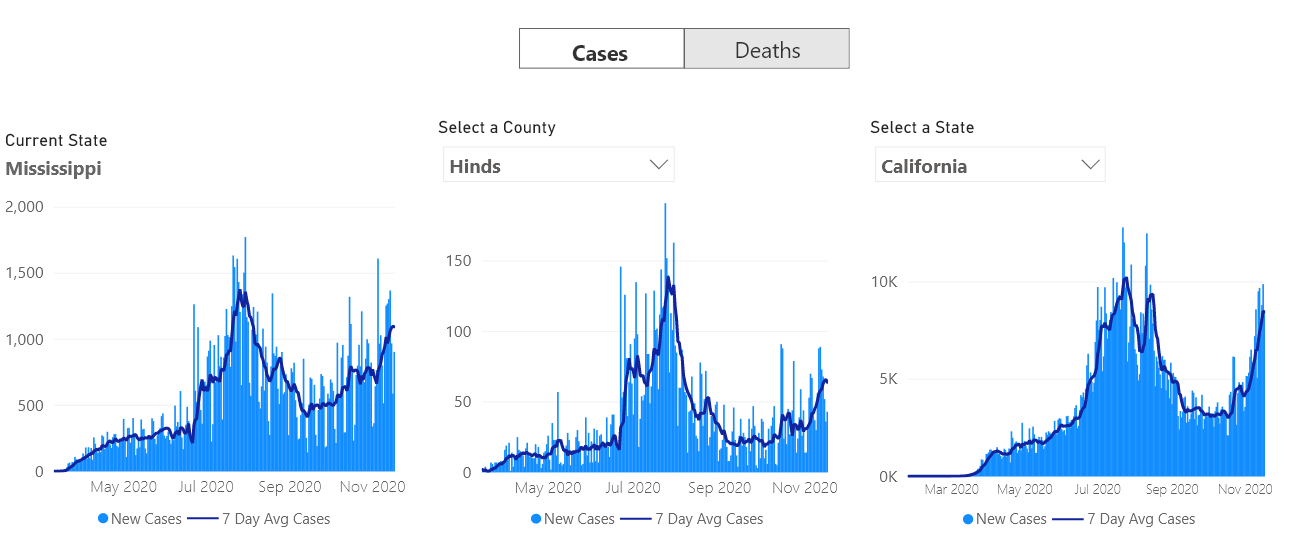 Cases
Deaths
Current State
Mississippi
2,000
1,500
1,000
500
0
May 2020 Jul 2020 Sep 2020 Nov 2020
New Cases 7 Day Avg Cases
Select a County
Hinds
150
100
50
0
May 2020 Jul 2020 Sep 2020 Nov 2020
New Cases 7 Day Avg Cases
Select a State
California
10K
5K
0K
Mar 2020 May 2020 Jul 2020 Sep 2020 Nov 2020
New Cases 7 Day Avg Cases